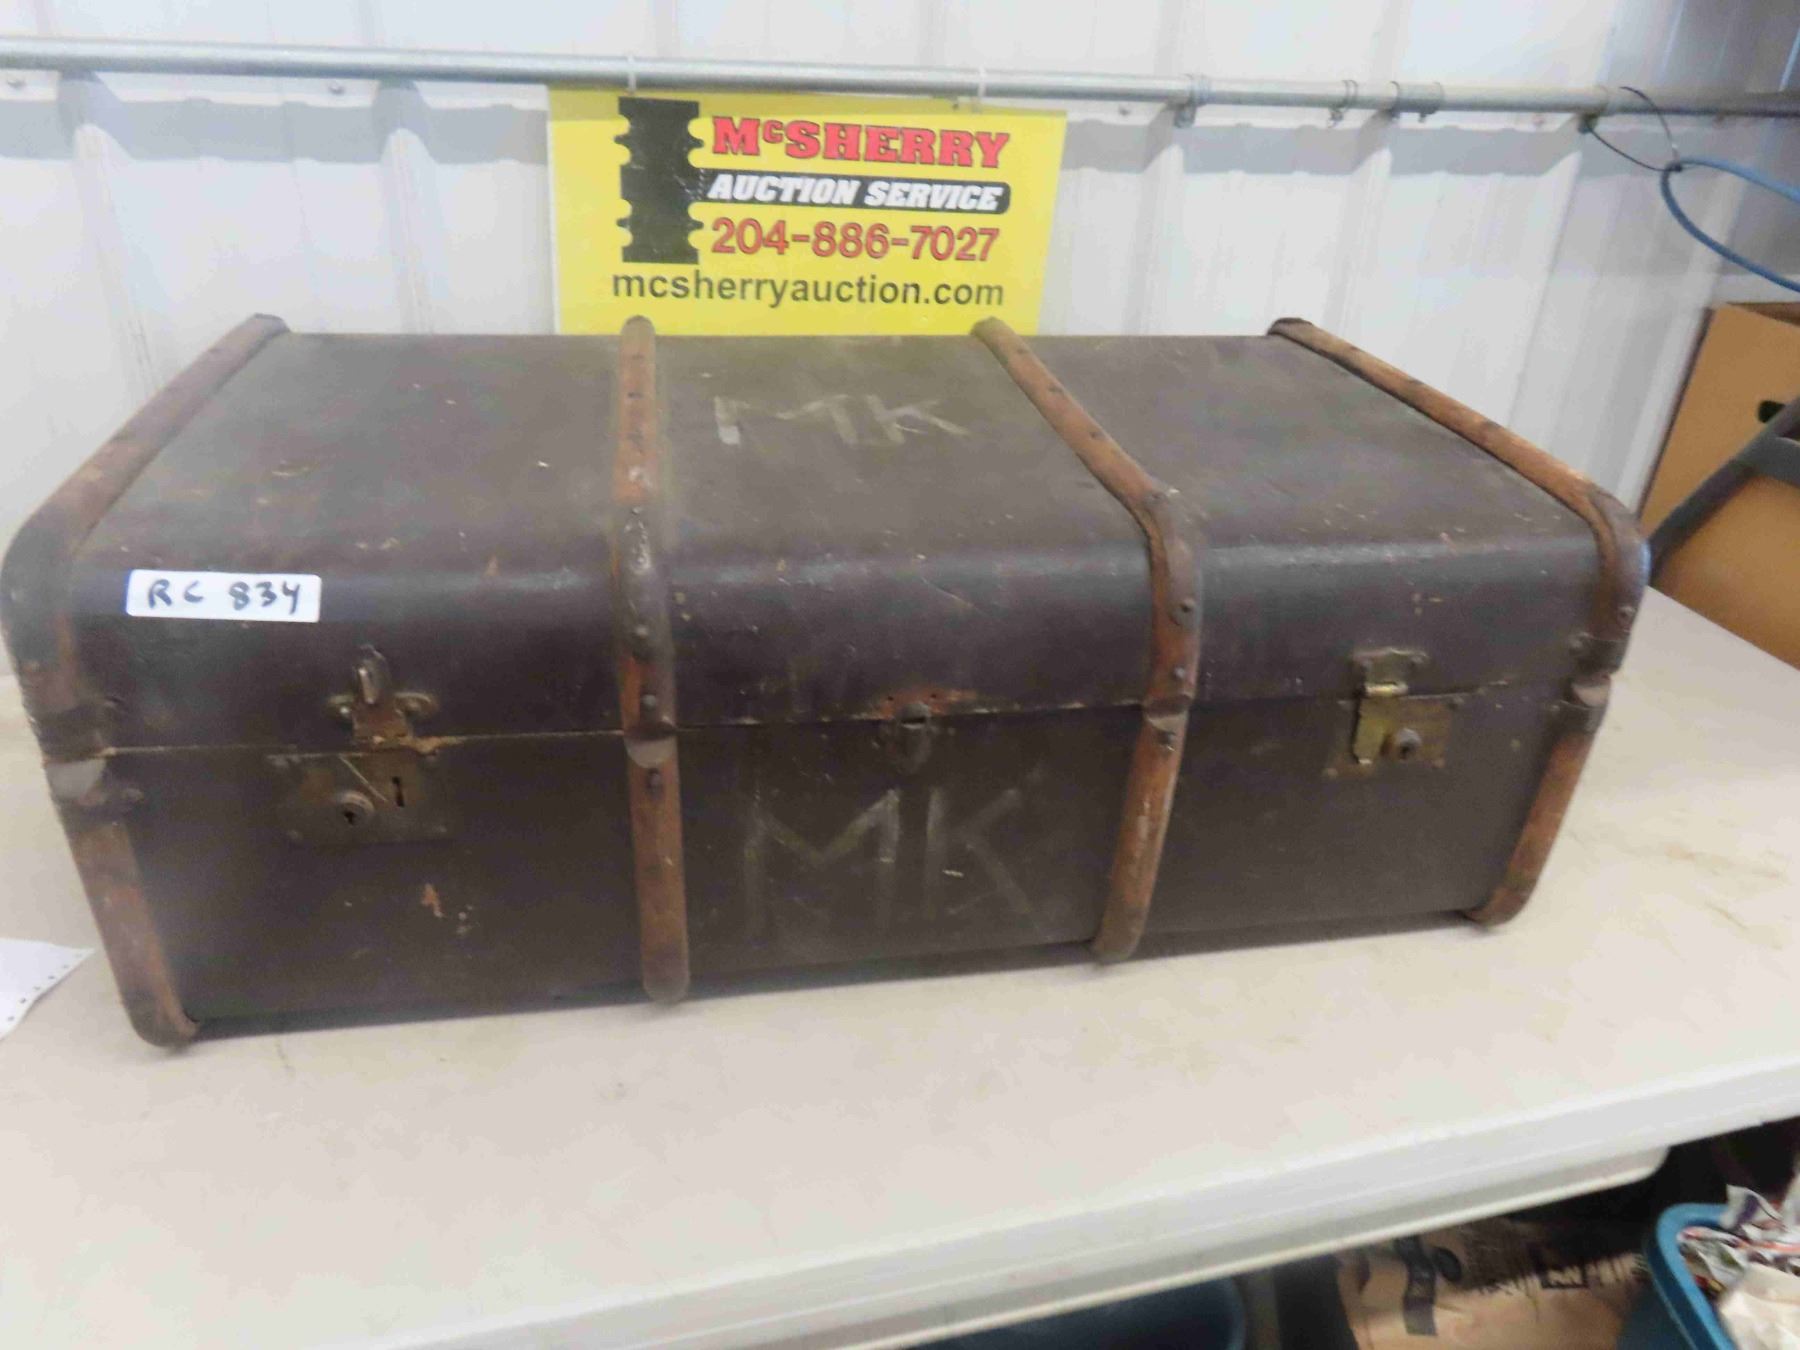 McSHERRY
AUCTION SERVICE
204-886-7027
mcsherryauction.com
MK
RC 834
MK